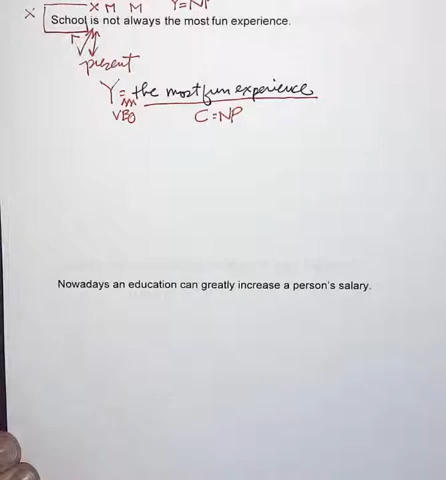 X M M Y=NP
X School is not always the most fun experience.
present
Y= the most fun experience
C=NP
Nowadays an education can greatly increase a person's salary.